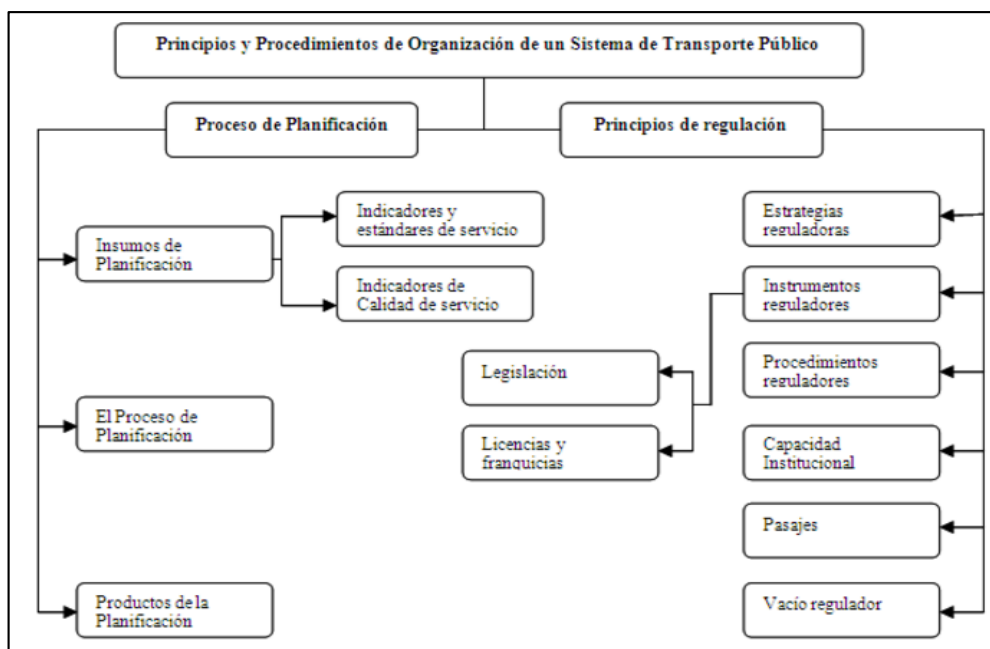 Principios y Procedimientos de Organización de un Sistema de Transporte Público
Proceso de Planificación
Principios de regulación
Insumos de
Planificación
Indicadores y
estándares de servicio
Indicadores de
Calidad de servicio
El Proceso de
Planificación
Productos de la
Planificación
Estrategias
reguladoras
Instrumentos
reguladores
Legislación
Licencias y
franquicias
Procedimientos
reguladores
Capacidad
Institucional
Pasajes
Vacío regulador